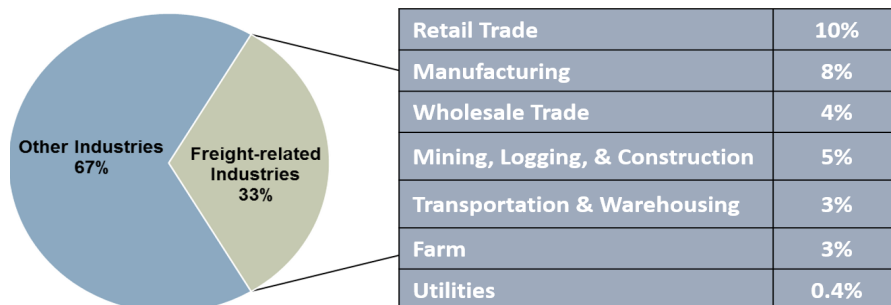 Other Industries
67%
Freight-related
Industries
33%
Retail Trade 10%
Manufacturing 8%
Wholesale Trade 4%
Mining, Logging, & Construction 5%
Transportation & Warehousing 3%
Farm 3%
Utilities 0.4%